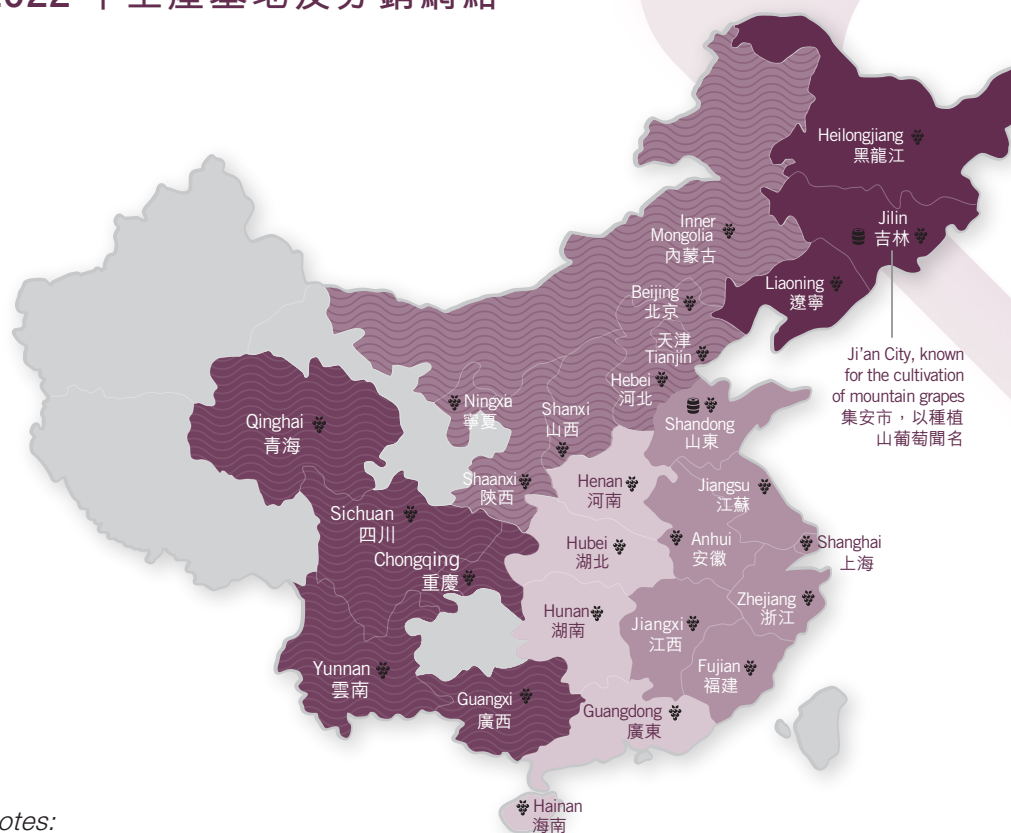 2022 年生產基地及分銷網點
Heilongjiang
黑龍江
Jilin
吉林
Inner
Mongolia
內蒙古
Liaoning
遼寧
Beijing
北京
天津
Tianjin
Ji'an City, known
for the cultivation
of mountain grapes
集安市，以種植
山葡萄聞名
Hebei
河北
Ningxia
寧夏
Shanxi
山西
Shandong
山東
Qinghai
青海
Shaanxi
陝西
Henan
河南
Jiangsu
江蘇
Sichuan
四川
Anhui
安徽
Shanghai
上海
Hubei
湖北
Chongqing
重慶
Zhejiang
浙江
Hunan
湖南
Jiangxi
江西
Yunnan
雲南
Fujian
福建
Guangxi
廣西
Guangdong
廣東
Hainan
海南
otes: